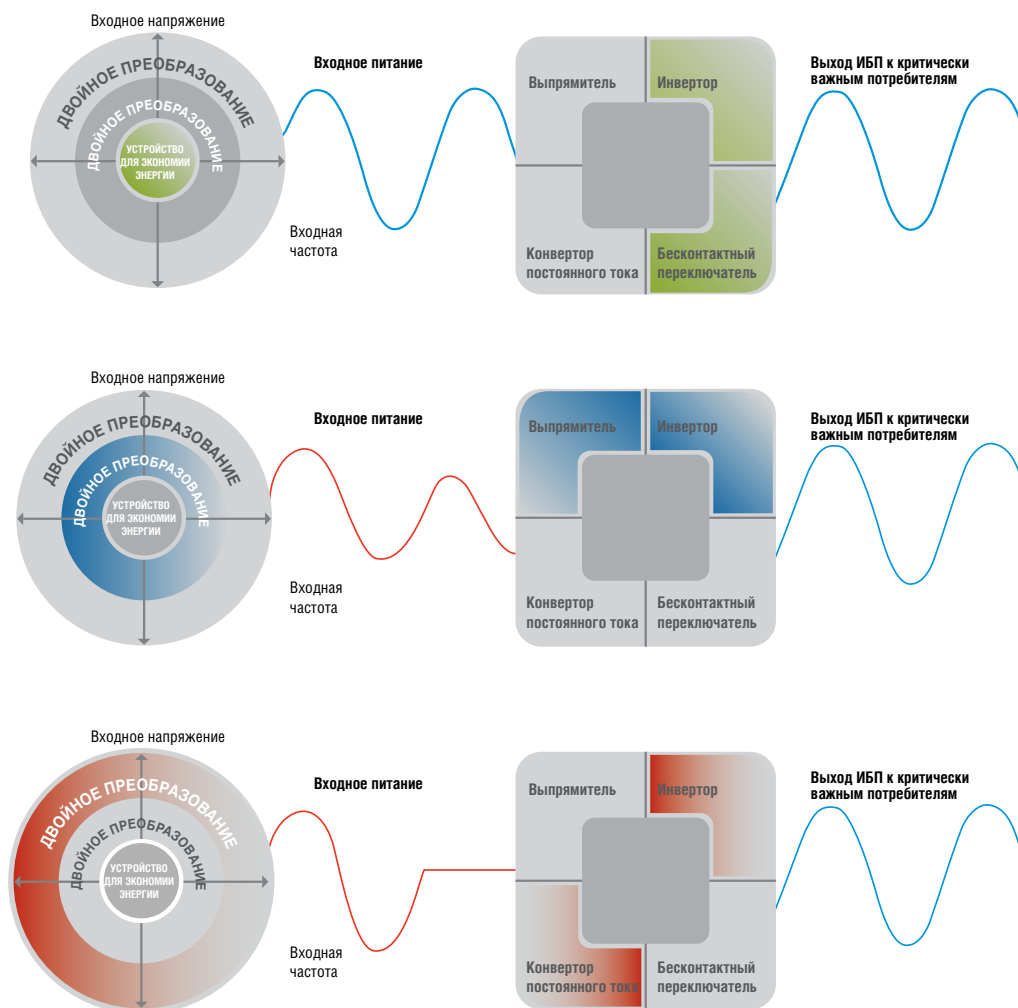 Входное напряжение
ДВОЙНОЕ ПРЕОБРАЗОВАНИЕ
ДВОЙНОЕ ПРЕОБРАЗОВАНИЕ
УСТРОЙСТВО
ДЛЯ ЭКОНОМИИ
ЭНЕРГИИ
Входная
частота
Входное питание
Выпрямитель
Инвертор
Конвертор
постоянного тока
Бесконтактный
переключатель
Выход ИБП к критически
важным потребителям
Входное напряжение
ДВОЙНОЕ ПРЕОБРАЗОВАНИЕ
ДВОЙНОЕ ПРЕОБРАЗОВАНИЕ
УСТРОЙСТВО
ДЛЯ ЭКОНОМИИ
ЭНЕРГИИ
Входная
частота
Входное питание
Выпрямитель
Инвертор
Конвертор
постоянного тока
Бесконтактный
переключатель
Выход ИБП к критически
важным потребителям
Входное напряжение
ДВОЙНОЕ ПРЕОБРАЗОВАНИЕ
ДВОЙНОЕ ПРЕОБРАЗОВАНИЕ
УСТРОЙСТВО
ДЛЯ ЭКОНОМИИ
ЭНЕРГИИ
Входная
частота
Входное питание
Выпрямитель
Инвертор
Конвертор
постоянного тока
Бесконтактный
переключатель
Выход ИБП к критически
важным потребителям